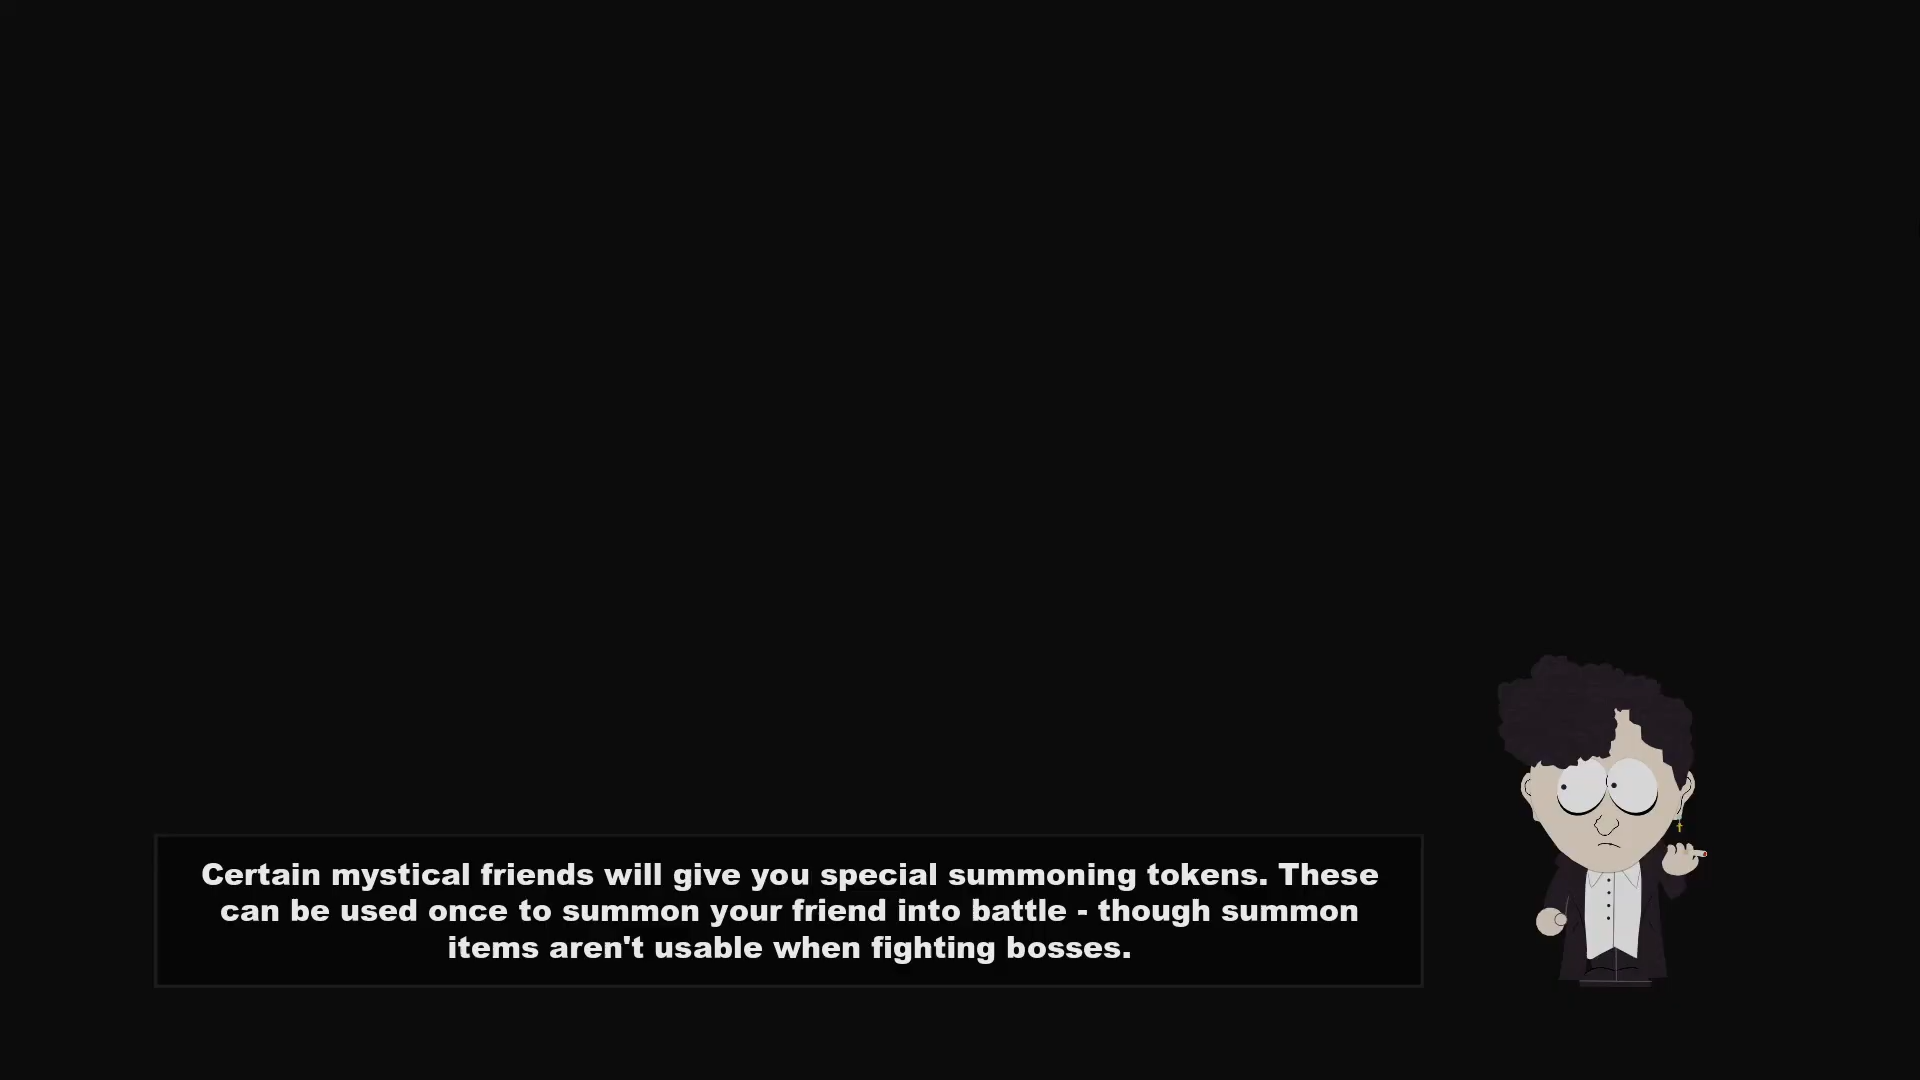 Certain mystical friends will give you special summoning tokens. These
can be used once to summon your friend into battle - though summon
items aren't usable when fighting bosses.